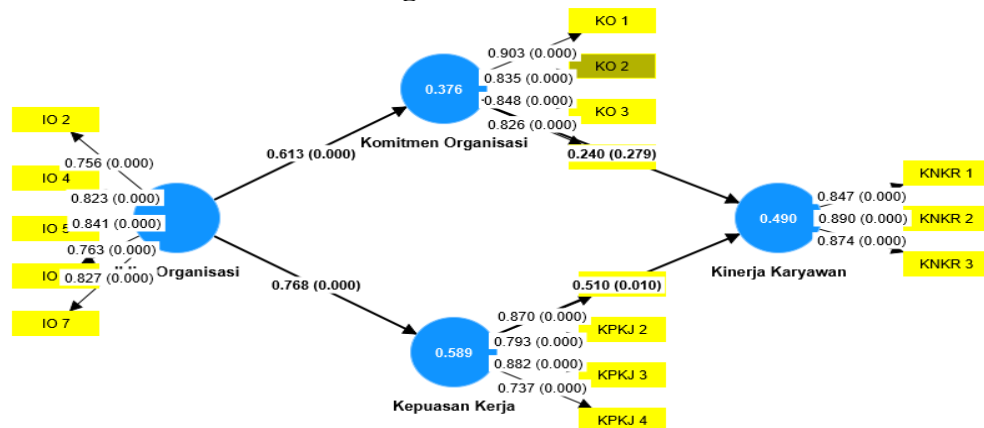 KO 1
0.903 (0.000)
KO 2
0.835 (0.000)
0.376
0.848 (0.000)
KO 3
0.826 (0.000)
Komitmen Organisasi
0.240 (0.279)
0.613 (0.000)
IO 2
0.756 (0.000)
IO 4
0.823 (0.000)
IO 5
0.841 (0.000)
0.763 (0.000)
IO
0.827 (0.000)
Organisasi
IO 7
KNKR 1
0.847 (0.000)
KNKR 2
0.890 (0.000)
0.490
0.874 (0.000)
KNKR 3
Kinerja Karyawan
0.768 (0.000)
0.510 (0.010)
0.870 (0.000)
KPKJ 2
0.793 (0.000)
0.589
0.882 (0.000)
KPKJ 3
0.737 (0.000)
Kepuasan Kerja
KPKJ 4